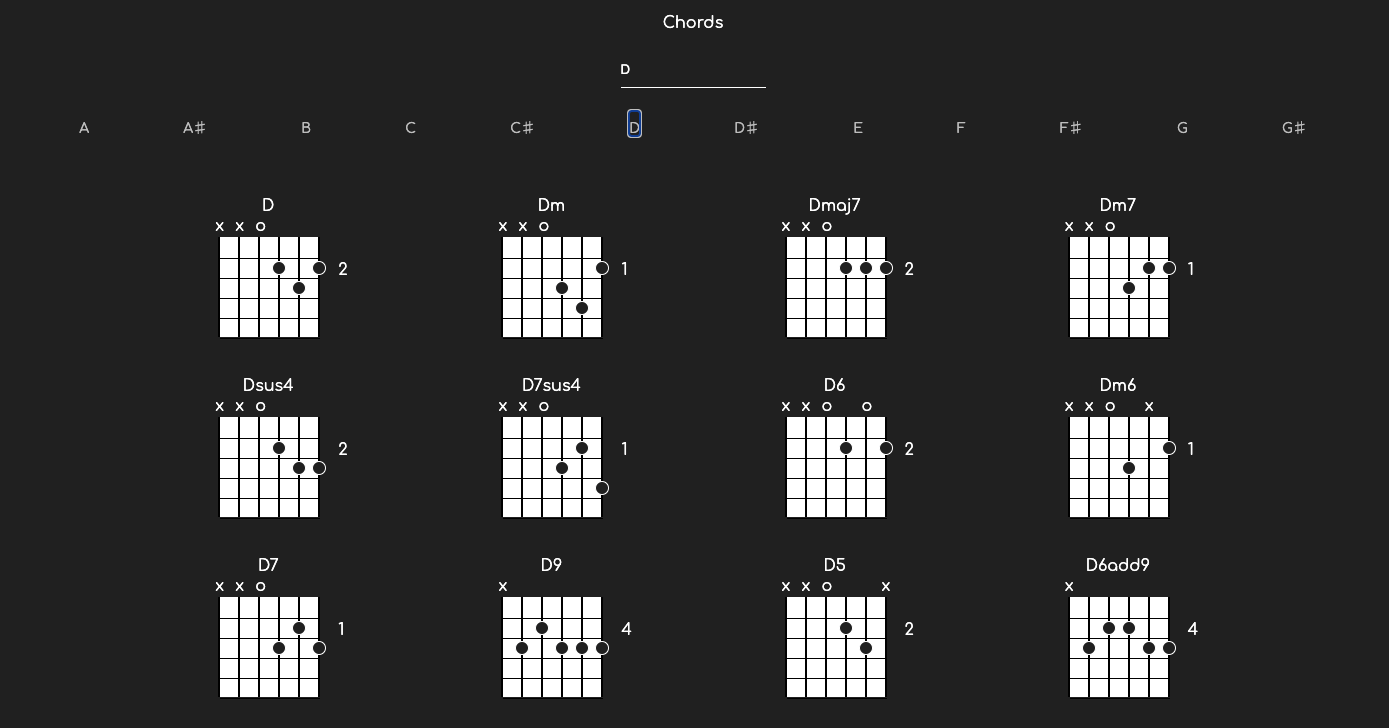 Chords
D
A A♯ B C C♯ D D♯ E F F♯ G G♯
D Dm Dmaj7 Dm7
x x o x x o x x o x x o
2 1 2 1
Dsus4 D7sus4 D6 Dm6
x x o x x o x x o o x x o x
2 1 2 1
D7 D9 D5 D6add9
x x o x x x o x x
1 4 2 4